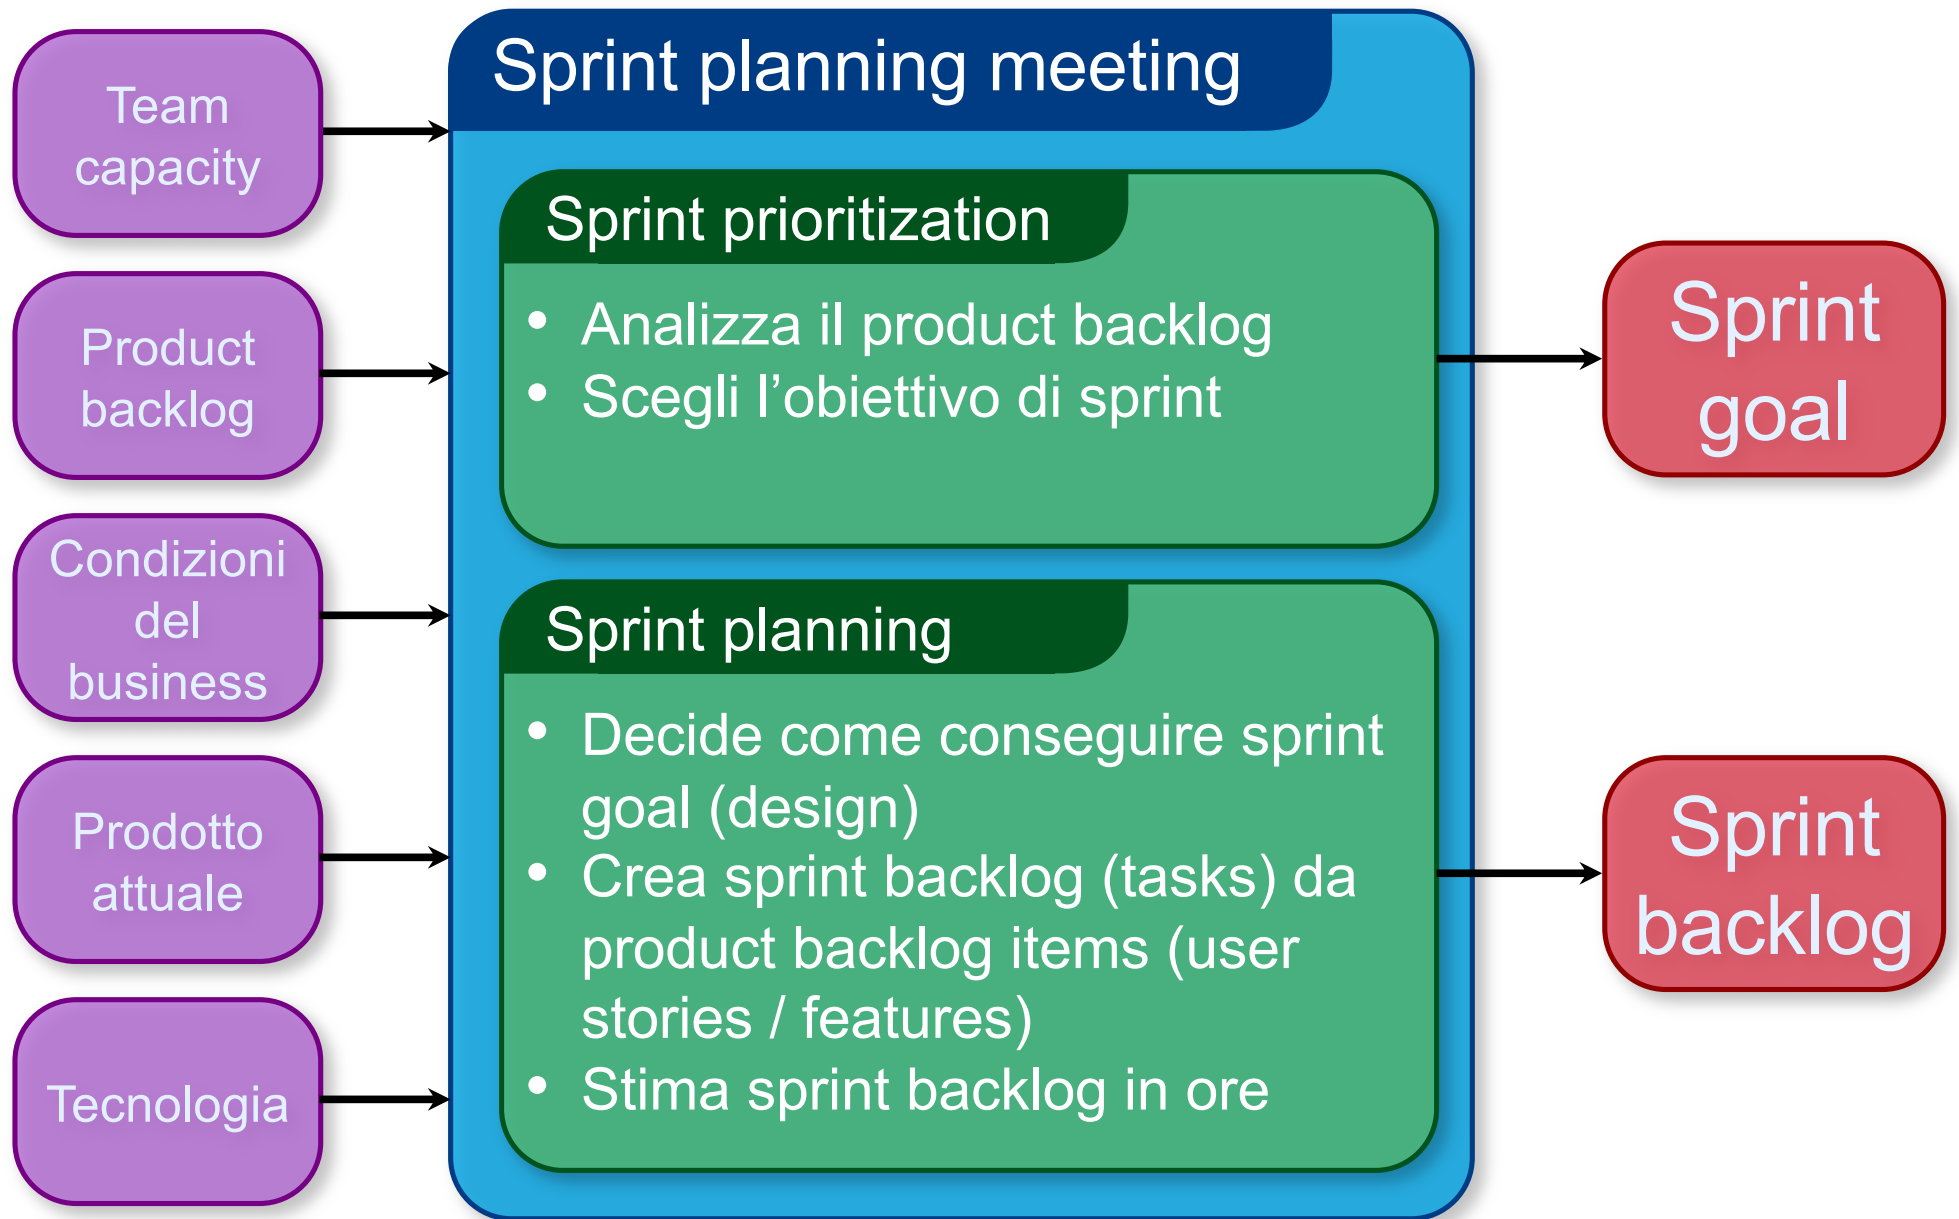 Team
capacity
Product
backlog
Condizioni
del
business
Prodotto
attuale
Tecnologia
Sprint planning meeting
Sprint prioritization
• Analizza il product backlog
• Scegli l’obiettivo di sprint
Sprint planning
• Decide come conseguire sprint
goal (design)
• Crea sprint backlog (tasks) da
product backlog items (user
stories / features)
• Stima sprint backlog in ore
Sprint
goal
Sprint
backlog